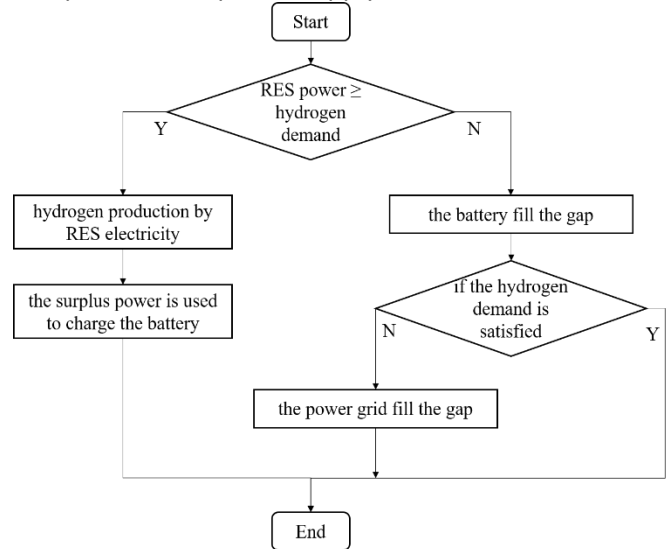 Start
RES power ≥
hydrogen
demand
Y
N
hydrogen production by
RES electricity
the battery fill the gap
the surplus power is used
to charge the battery
if the hydrogen
demand is
satisfied
N
Y
the power grid fill the gap
End